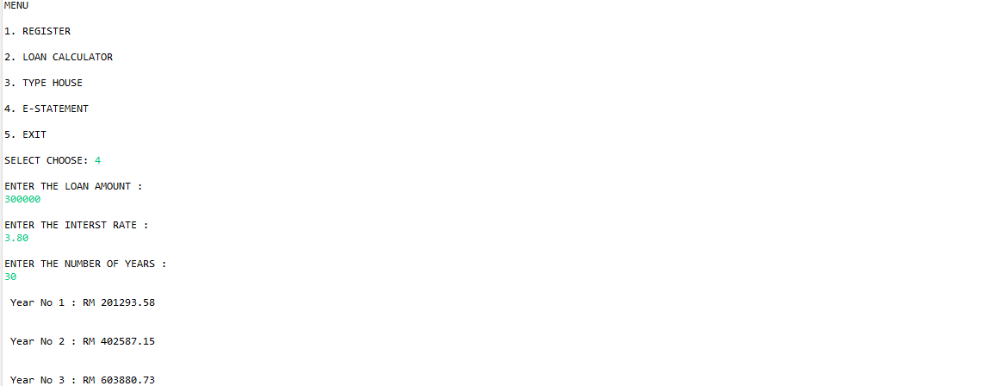 MENU
1. REGISTER
2. LOAN CALCULATOR
3. TYPE HOUSE
4. E-STATEMENT
5. EXIT
SELECT CHOOSE: 4
ENTER THE LOAN AMOUNT :
300000
ENTER THE INTERST RATE :
3.80
ENTER THE NUMBER OF YEARS :
30
Year No 1 : RM 201293.58
Year No 2 : RM 402587.15
Year No 3 : RM 603880.73